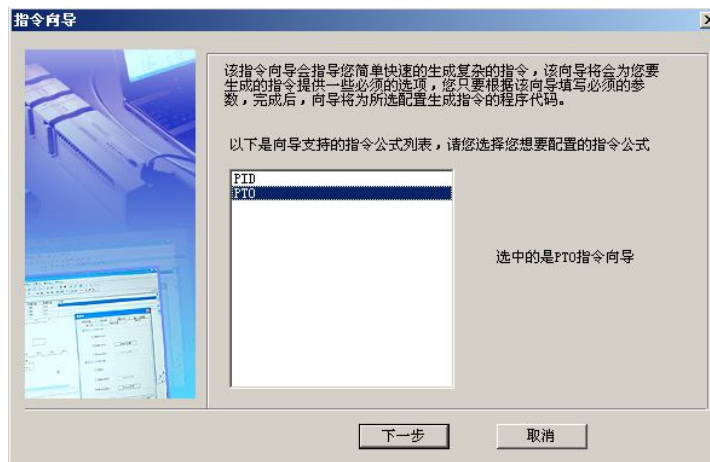 指令向导
该指令向导会指导您简单快速的生成复杂的指令，该向导将会为您要
生成的指令提供一些必须的选项，您只要根据该向导填写必须的参
数，完成后，向导将为所选配置生成指令的程序代码。
以下是向导支持的指令公式列表，请您选择您想要配置的指令公式
PID
PTO
选中的是PTO指令向导
下一步
取消